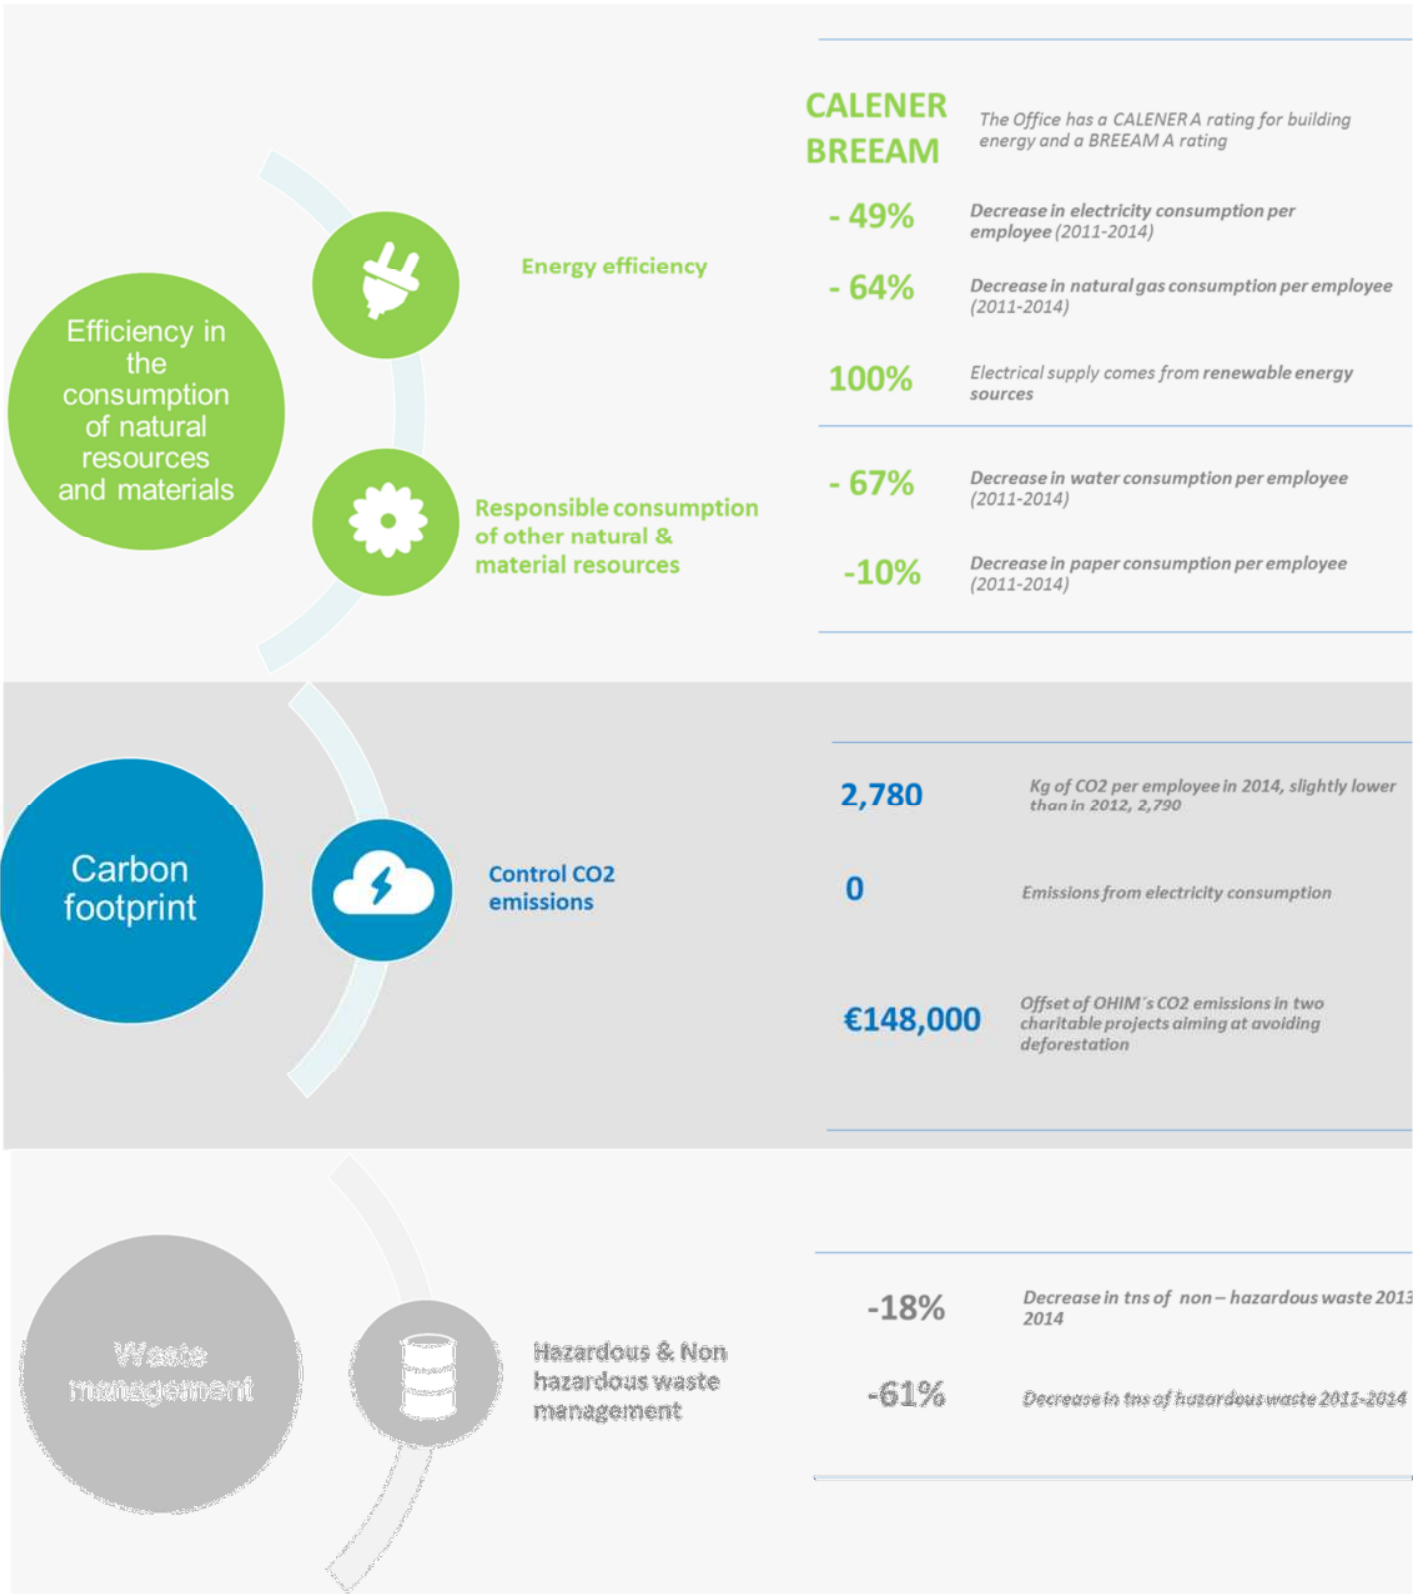 CALENER
BREEAM
The Office has a CALENER A rating for building
energy and a BREEAM A rating
- 49%
Decrease in electricity consumption per
employee (2011-2014)
Energy efficiency
- 64%
Decrease in natural gas consumption per employee
(2011-2014)
Efficiency in
the
consumption
of natural
resources
and materials
100%
Electrical supply comes from renewable energy
sources
- 67%
Decrease in water consumption per employee
(2011-2014)
Responsible consumption
of other natural &
material resources
-10%
Decrease in paper consumption per employee
(2011-2014)
2,780
Kg of CO2 per employee in 2014, slightly lower
than in 2012, 2,790
Carbon
footprint
Control CO2
emissions
0
Emissions from electricity consumption
€148,000
Offset of OHIM´s CO2 emissions in two
charitable projects aiming at avoiding
deforestation
-18%
Decrease in tns of non – hazardous waste 2013
2014
Waste
management
Hazardous & Non
hazardous waste
management
-61%
Decrease in tns of hazardous waste 2011-2014